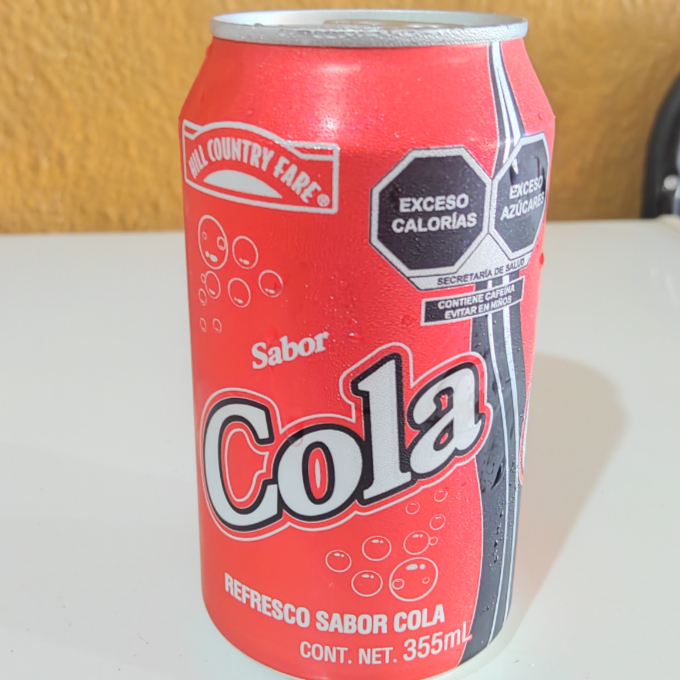 HILL COUNTRY FARE®
EXCESO
CALORÍAS
EXCESO
AZÚCARES
SECRETARÍA DE SALUD
CONTIENE CAFEÍNA
EVITAR EN NIÑOS
Sabor
Cola
REFRESCO SABOR COLA
CONT. NET. 355mL